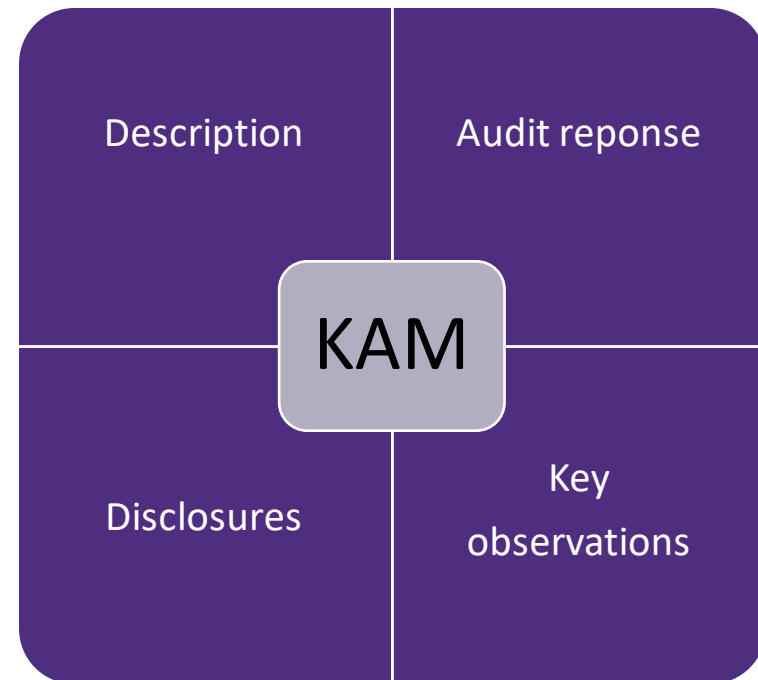 Description
Audit reponse
KAM
Disclosures
Key
observations